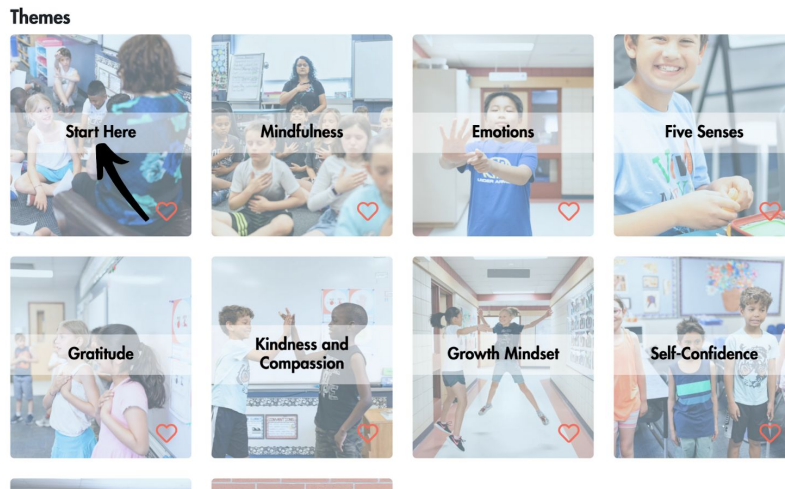 Themes
Start Here
Mindfulness
Emotions
Five Senses
Gratitude
Kindness and
Compassion
Growth Mindset
Self-Confidence